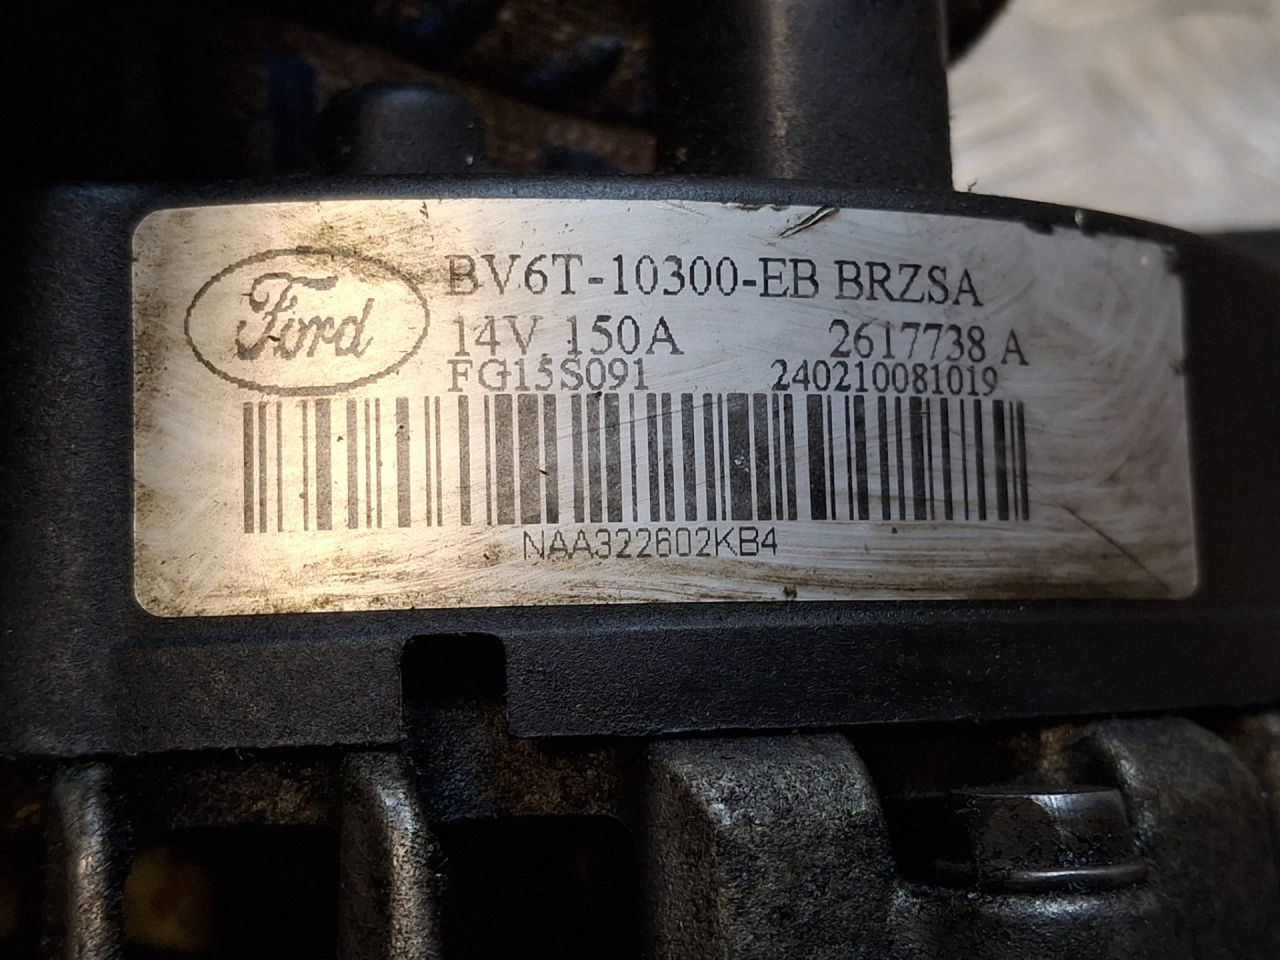 Ford
BV6T-10300-EB BRZSA
14V, 150A 2617738 A
FG15S091 240210081019
NAA322602KB4